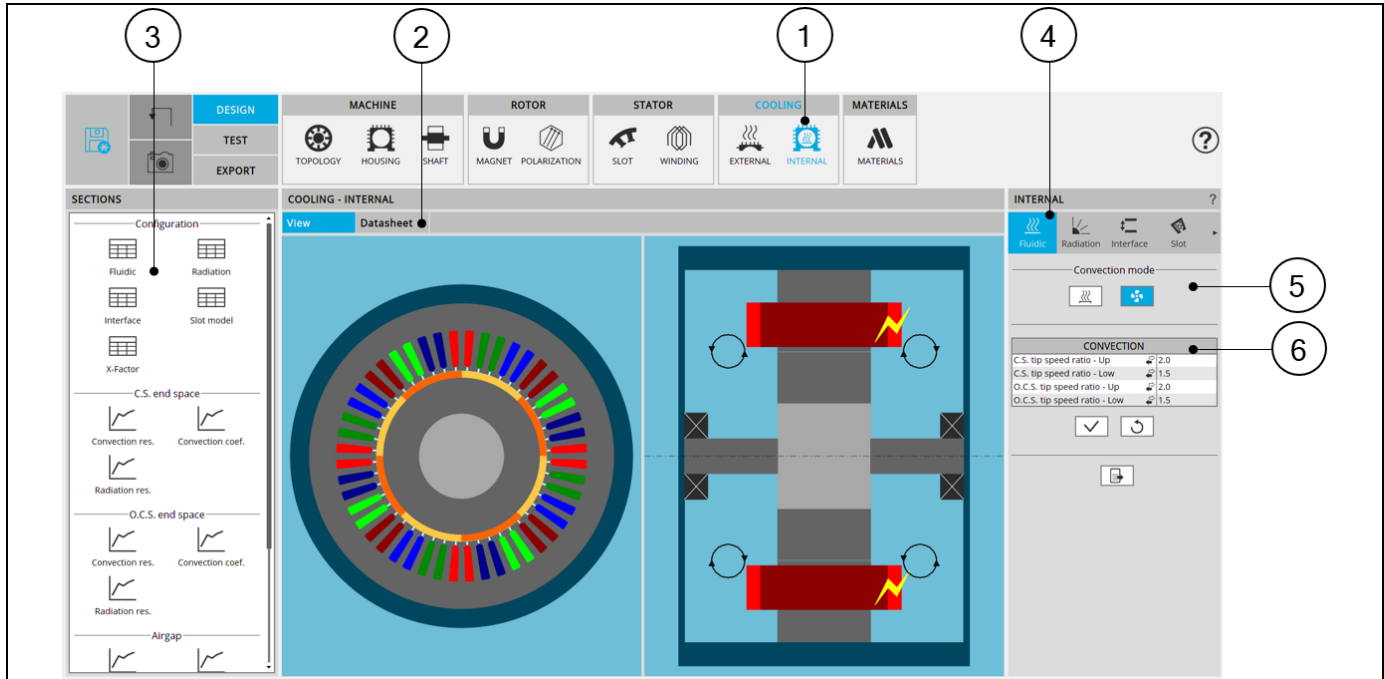 3
2
1
4
DESIGN
TEST
EXPORT
MACHINE
ROTOR
STATOR
COOLING
MATERIALS
TOPOLOGY HOUSING SHAFT
MAGNET POLARIZATION
SLOT WINDING
EXTERNAL INTERNAL
MATERIALS
?
SECTIONS
COOLING - INTERNAL
INTERNAL ?
View Datasheet
Configuration
Fluidic Radiation
Interface Slot model
X-Factor
C.S. end space
Convection res. Convection coef.
Radiation res.
O.C.S. end space
Convection res. Convection coef.
Radiation res.
Airgap
Fluidic Radiation Interface Slot
Convection mode
5
CONVECTION
6
C.S. tip speed ratio - Up 2.0
C.S. tip speed ratio - Low 1.5
O.C.S. tip speed ratio - Up 2.0
O.C.S. tip speed ratio - Low 1.5